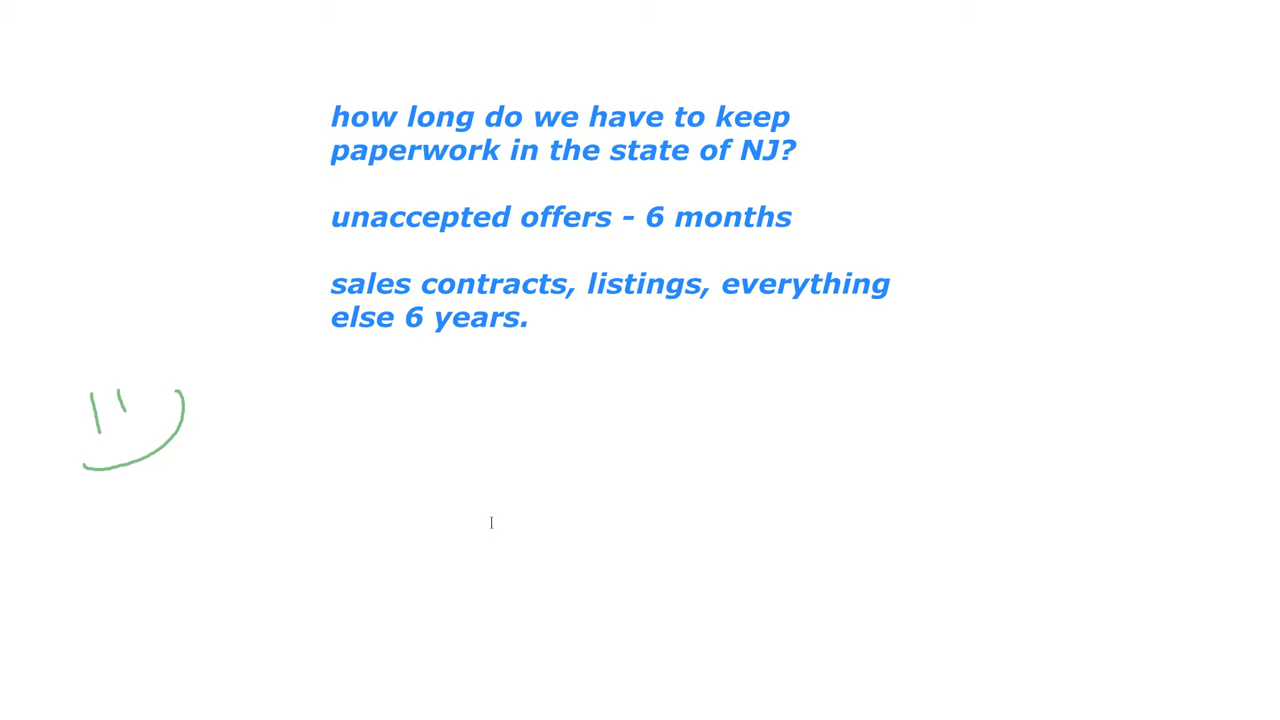 how long do we have to keep
paperwork in the state of NJ?
unaccepted offers - 6 months
sales contracts, listings, everything
else 6 years.